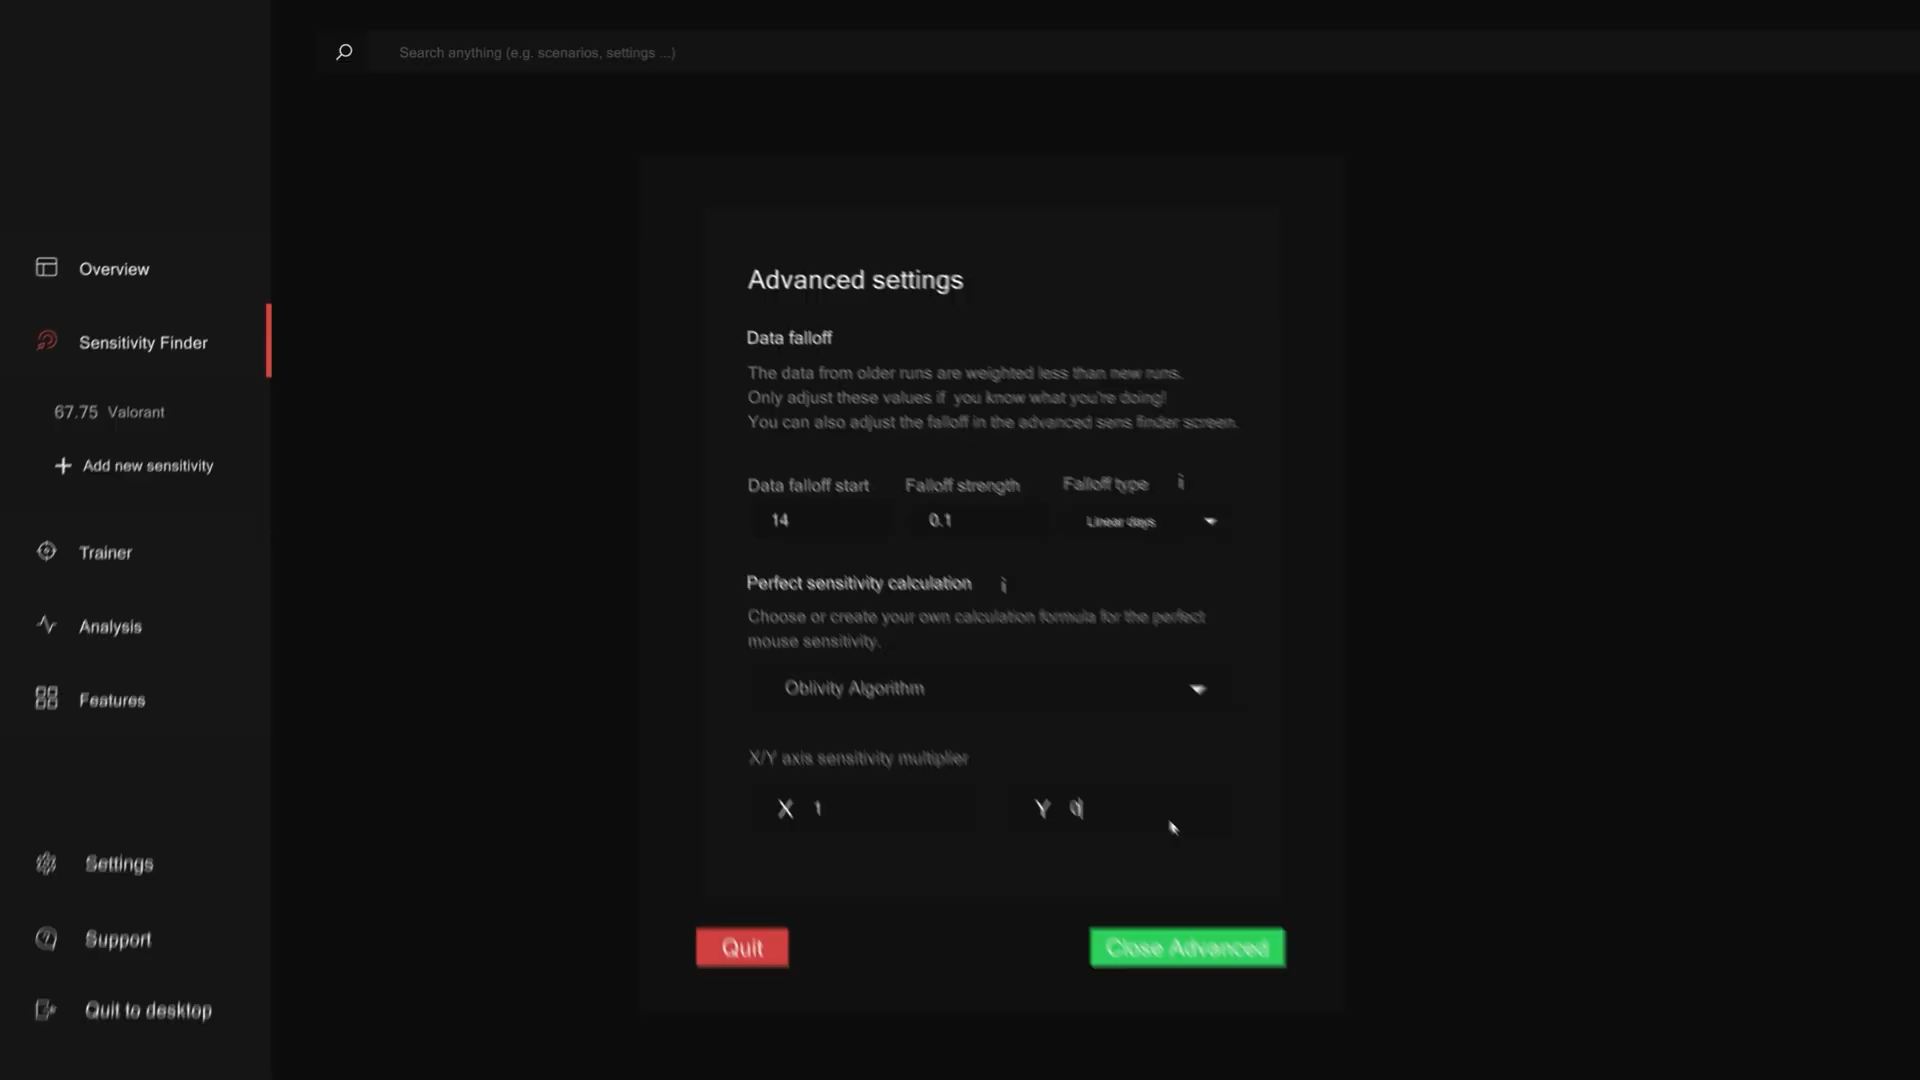 Search anything (e.g. scenarios, settings ...)
Overview
Sensitivity Finder
67.75 Valorant
Add new sensitivity
Trainer
Analysis
Features
Settings
Support
Quit to desktop
Advanced settings
Data falloff
The data from older runs are weighted less than new runs.
Only adjust these values if you know what you're doing!
You can also adjust the falloff in the advanced sens finder screen.
Data falloff start Falloff strength Falloff type i
14 0.1 Linear days
Perfect sensitivity calculation i
Choose or create your own calculation formula for the perfect
mouse sensitivity.
Oblivity Algorithm
X/Y axis sensitivity multiplier
X 1 Y 0
Quit Close Advanced